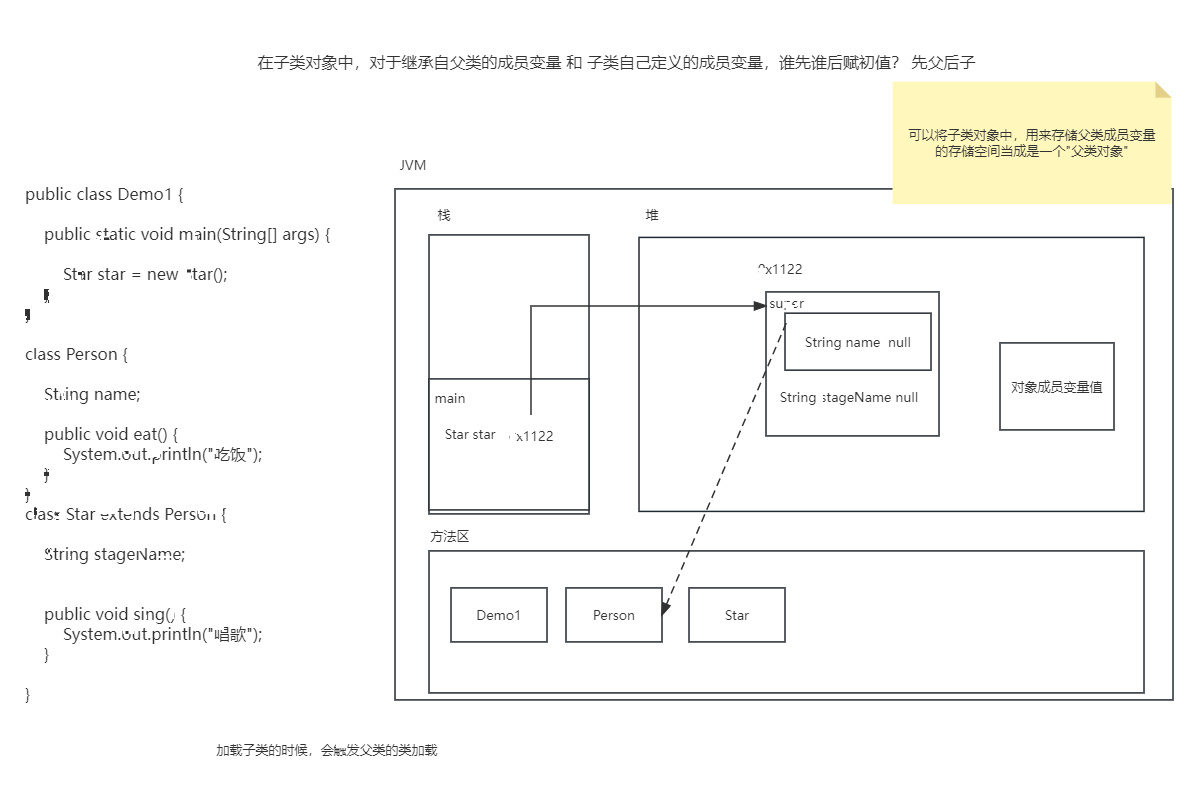 在子类对象中，对于继承自父类的成员变量 和 子类自己定义的成员变量，谁先谁后赋初值？ 先父后子
可以将子类对象中，用来存储父类成员变量
的存储空间当成是一个"父类对象"
JVM
public class Demo1 {
public static void main(String[] args) {
Star star = new Star();
}
}
class Person {
String name;
public void eat() {
System.out.println("吃饭");
}
}
class Star extends Person {
String stageName;
public void sing() {
System.out.println("唱歌");
}
}
栈
main
Star star 0x1122
堆
0x1122
super
String name null
String stageName null
对象成员变量值
方法区
Demo1
Person
Star
加载子类的时候，会触发父类的类加载